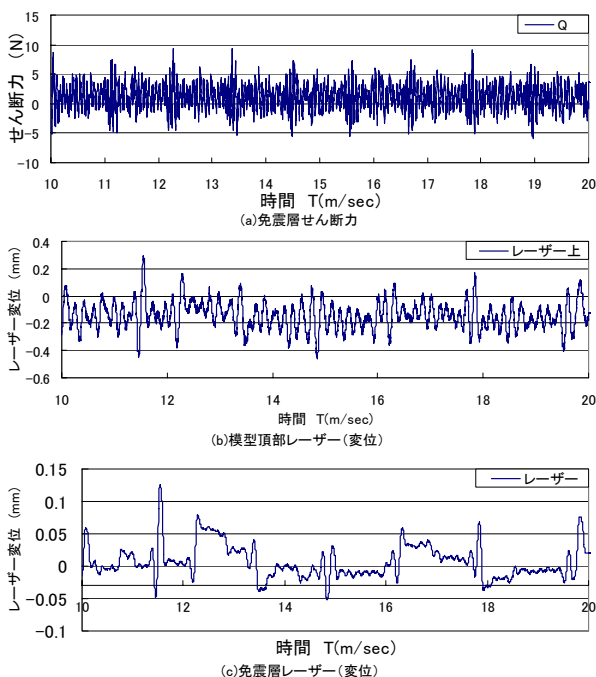 15
10
5
0
-5
-10
せん断力 (N)
Q
10 11 12 13 14 15 16 17 18 19 20
時間 T(m/sec)
(a)免震層せん断力
0.4
0.2
0
-0.2
-0.4
-0.6
レーザー変位 (mm)
レーザー上
10 12 14 16 18 20
時間 T(m/sec)
(b)模型頂部レーザー(変位)
0.15
0.1
0.05
0
-0.05
-0.1
レーザー変位 (mm)
レーザー
10 12 14 16 18 20
時間 T(m/sec)
(c)免震層レーザー(変位)